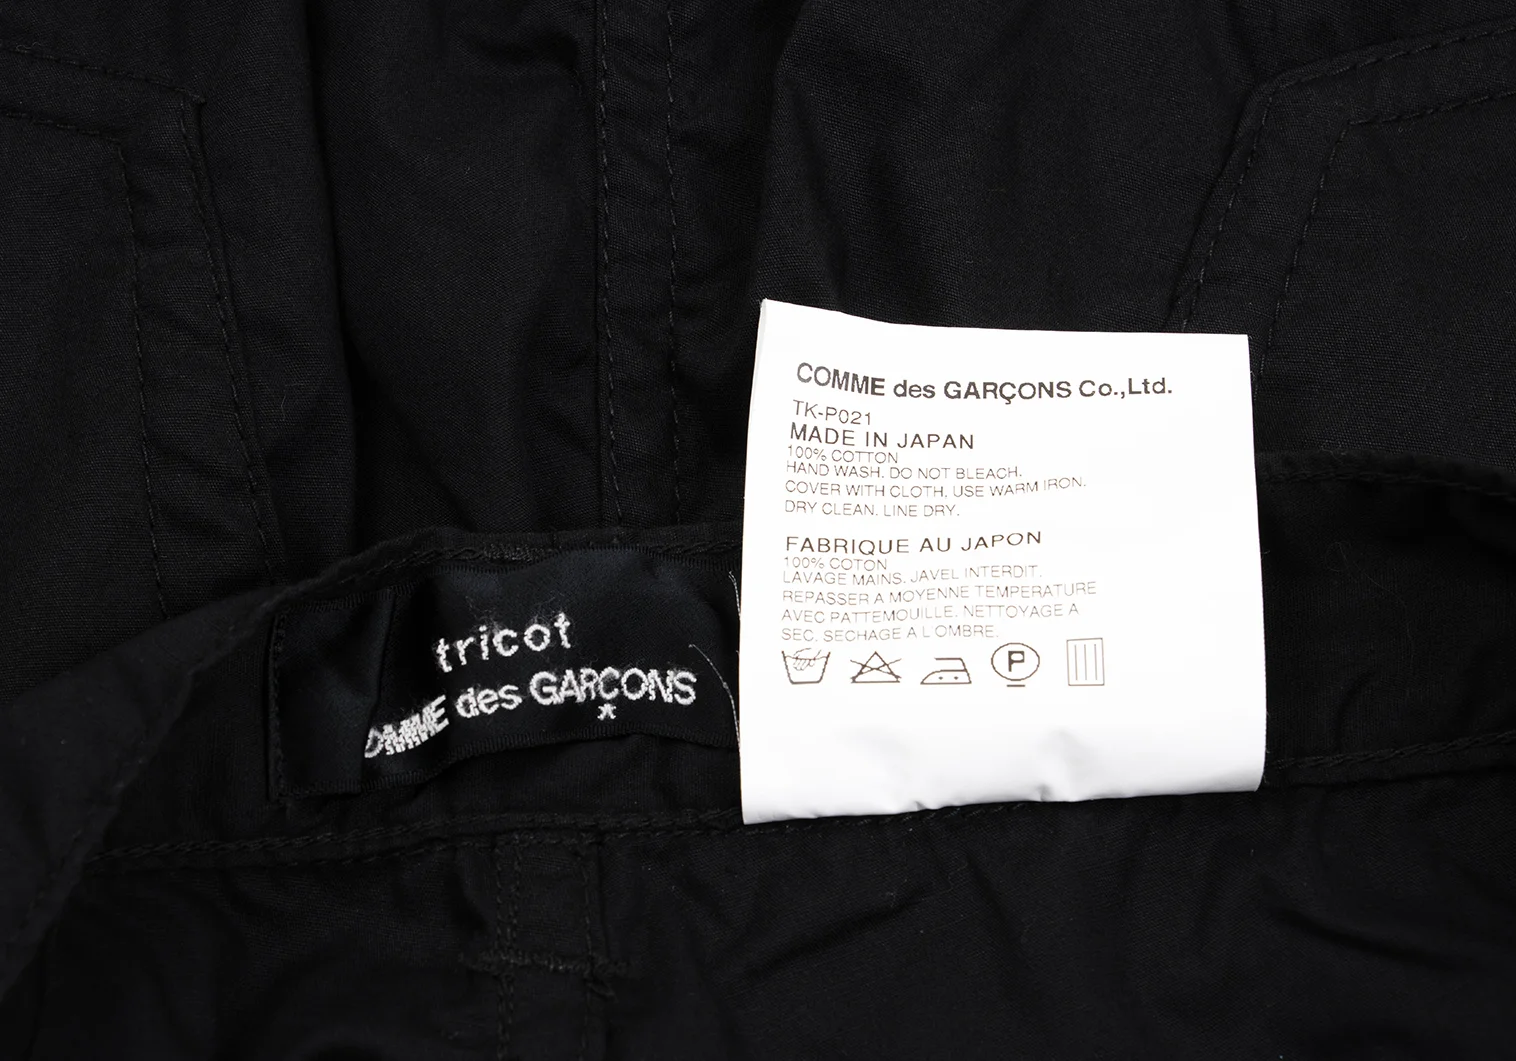 COMME des GARÇONS Co.,Ltd.
TK-P021
MADE IN JAPAN
100% COTTON
HAND WASH. DO NOT BLEACH.
COVER WITH CLOTH. USE WARM IRON.
DRY CLEAN. LINE DRY.
FABRIQUE AU JAPON
100% COTON
LAVAGE MAINS. JAVEL INTERDIT.
REPASSER A MOYENNE TEMPERATURE
AVEC PATTEMOUILLE. NETTOYAGE A
SEC. SECHAGE A L OMBRE.
P
tricot
OMME des GARÇONS